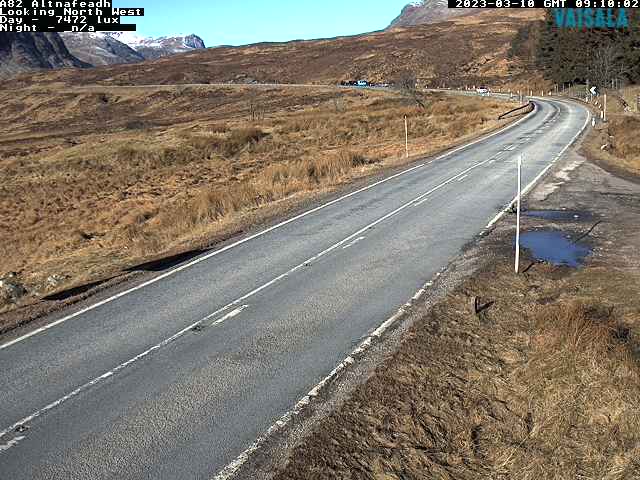 A82 Altnafeadh
Looking North West
Day - 7472 lux
Night - n/a
2023-03-10 GMT 09:10:02
VAISALA